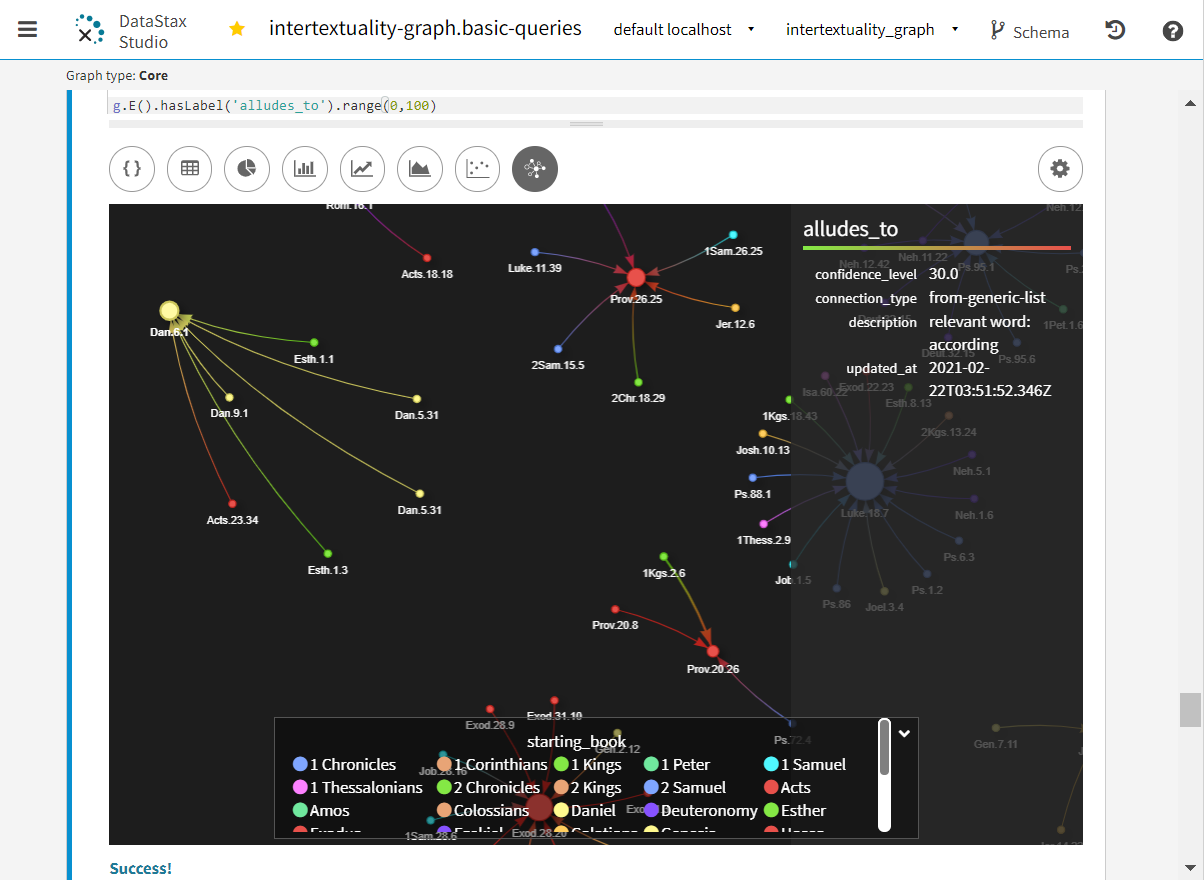 DataStax
Studio
intertextuality-graph.basic-queries
default localhost
intertextuality_graph
Schema
Graph type: Core
g.E().hasLabel('alludes_to').range(0,100)
Rom.16.1
Acts.18.18
Luke.11.39
1Sam.26.25
Prov.26.25
Jer.12.6
2Sam.15.5
2Chr.18.29
Dan.6.1
Esth.1.1
Dan.9.1
Dan.5.31
Acts.23.34
Dan.5.31
Esth.1.3
alludes_to
confidence_level 30.0
connection_type from-generic-list
description relevant word:
according
updated_at 2021-02-
22T03:51:52.346Z
Neh.12.42
Neh.11.22
Ps.95.1
Deut.32.15
Ps.95.6
1Pet.1.6
Isa.60.22
Exod.22.23
Esth.8.13
2Kgs.13.24
1Kgs.18.43
Josh.10.13
Ps.88.1
1Thess.2.9
Job.1.5
Luke.18.7
Neh.5.1
Neh.1.6
Ps.6.3
Ps.1.2
Ps.86
Joel.3.4
1Kgs.2.6
Prov.20.8
Prov.20.26
Ps.72.4
Gen.7.11
Exod.28.9
Exod.31.10
Gen.2.12
Job.28.16
1Sam.28.6
Exod.28.20
starting_book
1 Chronicles
1 Corinthians
1 Kings
1 Peter
1 Samuel
1 Thessalonians
2 Chronicles
2 Kings
2 Samuel
Acts
Amos
Colossians
Daniel
Deuteronomy
Esther
Exodus
Ezekiel
Galatians
Genesis
Hosea
Success!